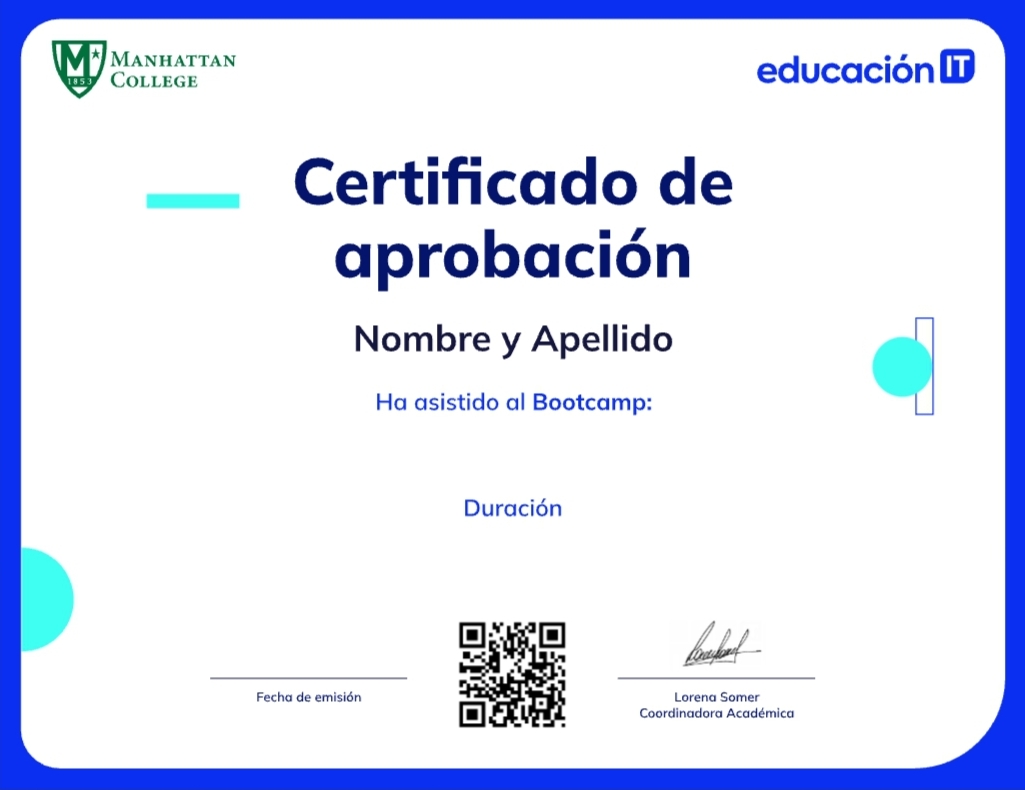 MANHATTAN
COLLEGE
1853
educación IT
Certificado de
aprobación
Nombre y Apellido
Ha asistido al Bootcamp:
Duración
Fecha de emisión
Lorena Somer
Coordinadora Académica